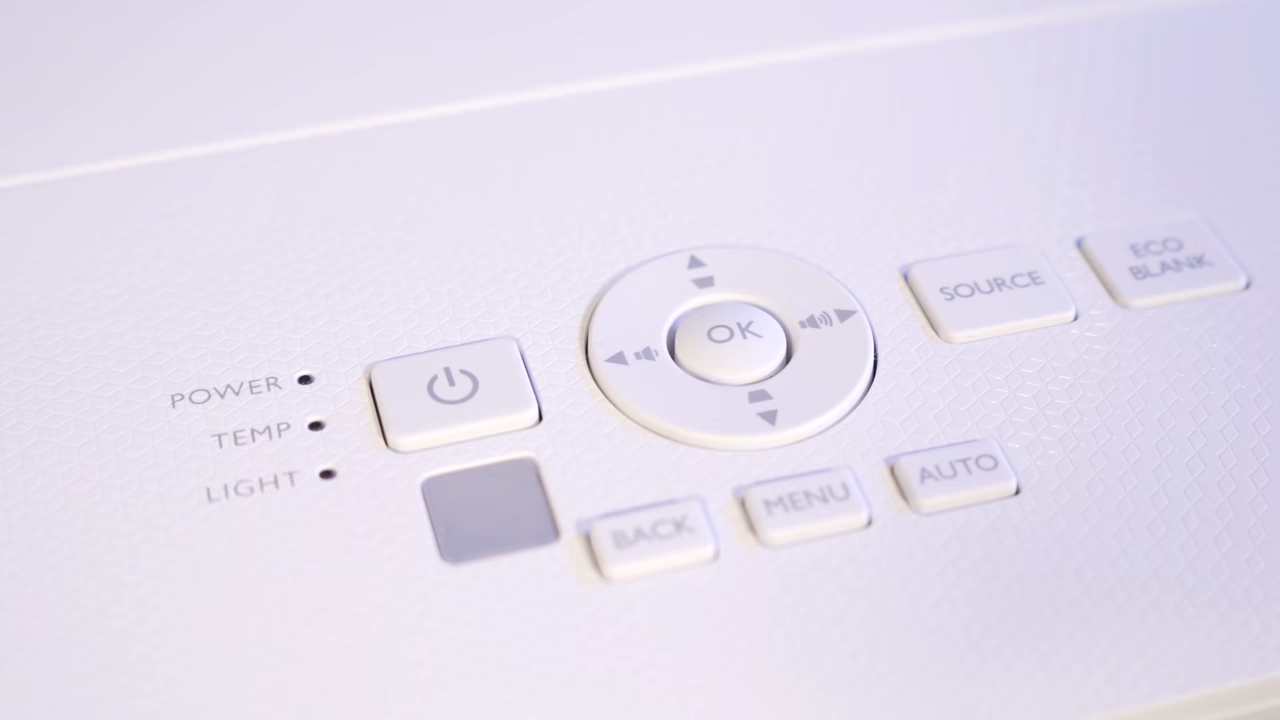 POWER
TEMP
LIGHT
OK
SOURCE
ECO
BLANK
BACK
MENU
AUTO